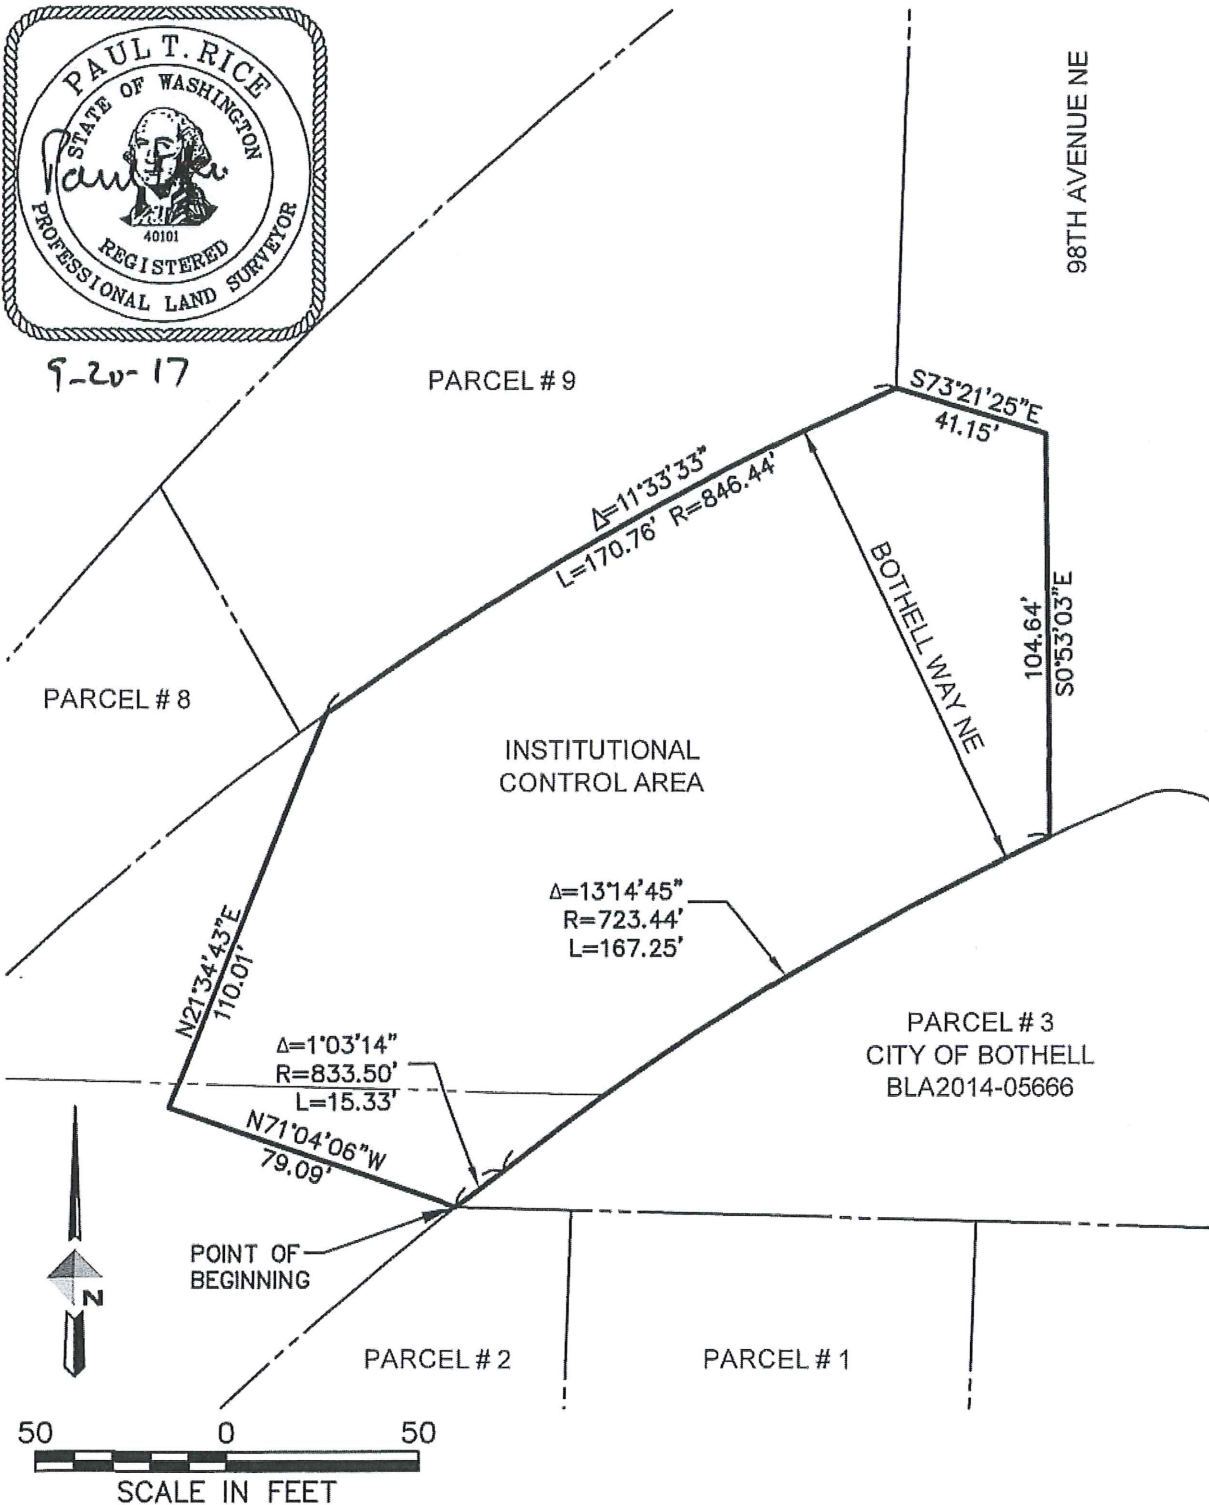 PAUL T. RICE
STATE OF WASHINGTON
40101
REGISTERED
PROFESSIONAL LAND SURVEYOR
9-20-17
98TH AVENUE NE
PARCEL # 9
S73°21'25"E
41.15'
Δ=11°33'33"
L=170.76' R=846.44'
BOTHELL WAY NE
104.64'
S0°53'03"E
PARCEL # 8
INSTITUTIONAL
CONTROL AREA
Δ=13°14'45"
R=723.44'
L=167.25'
N21°34'43"E
110.01'
PARCEL # 3
CITY OF BOTHELL
BLA2014-05666
Δ=1°03'14"
R=833.50'
L=15.33'
N71°04'06"W
79.09'
POINT OF
BEGINNING
N
PARCEL # 2
PARCEL # 1
50 0 50
SCALE IN FEET